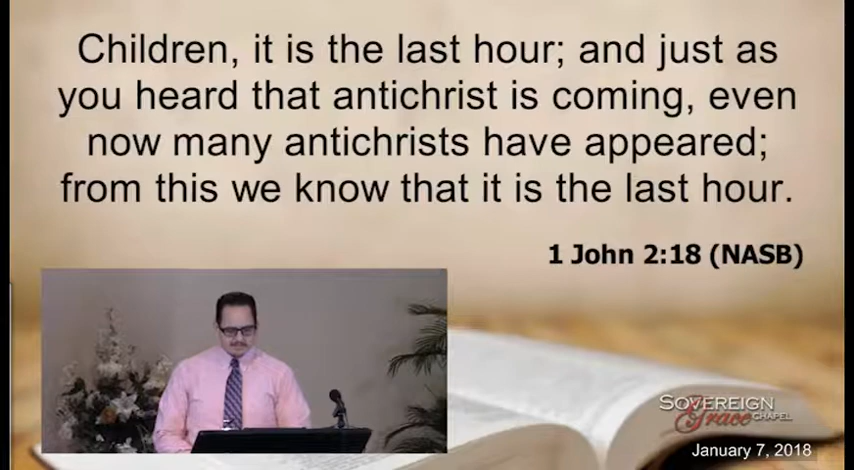 Children, it is the last hour; and just as
you heard that antichrist is coming, even
now many antichrists have appeared;
from this we know that it is the last hour.
1 John 2:18 (NASB)
SOVEREIGN
Grace CHAPEL
January 7, 2018